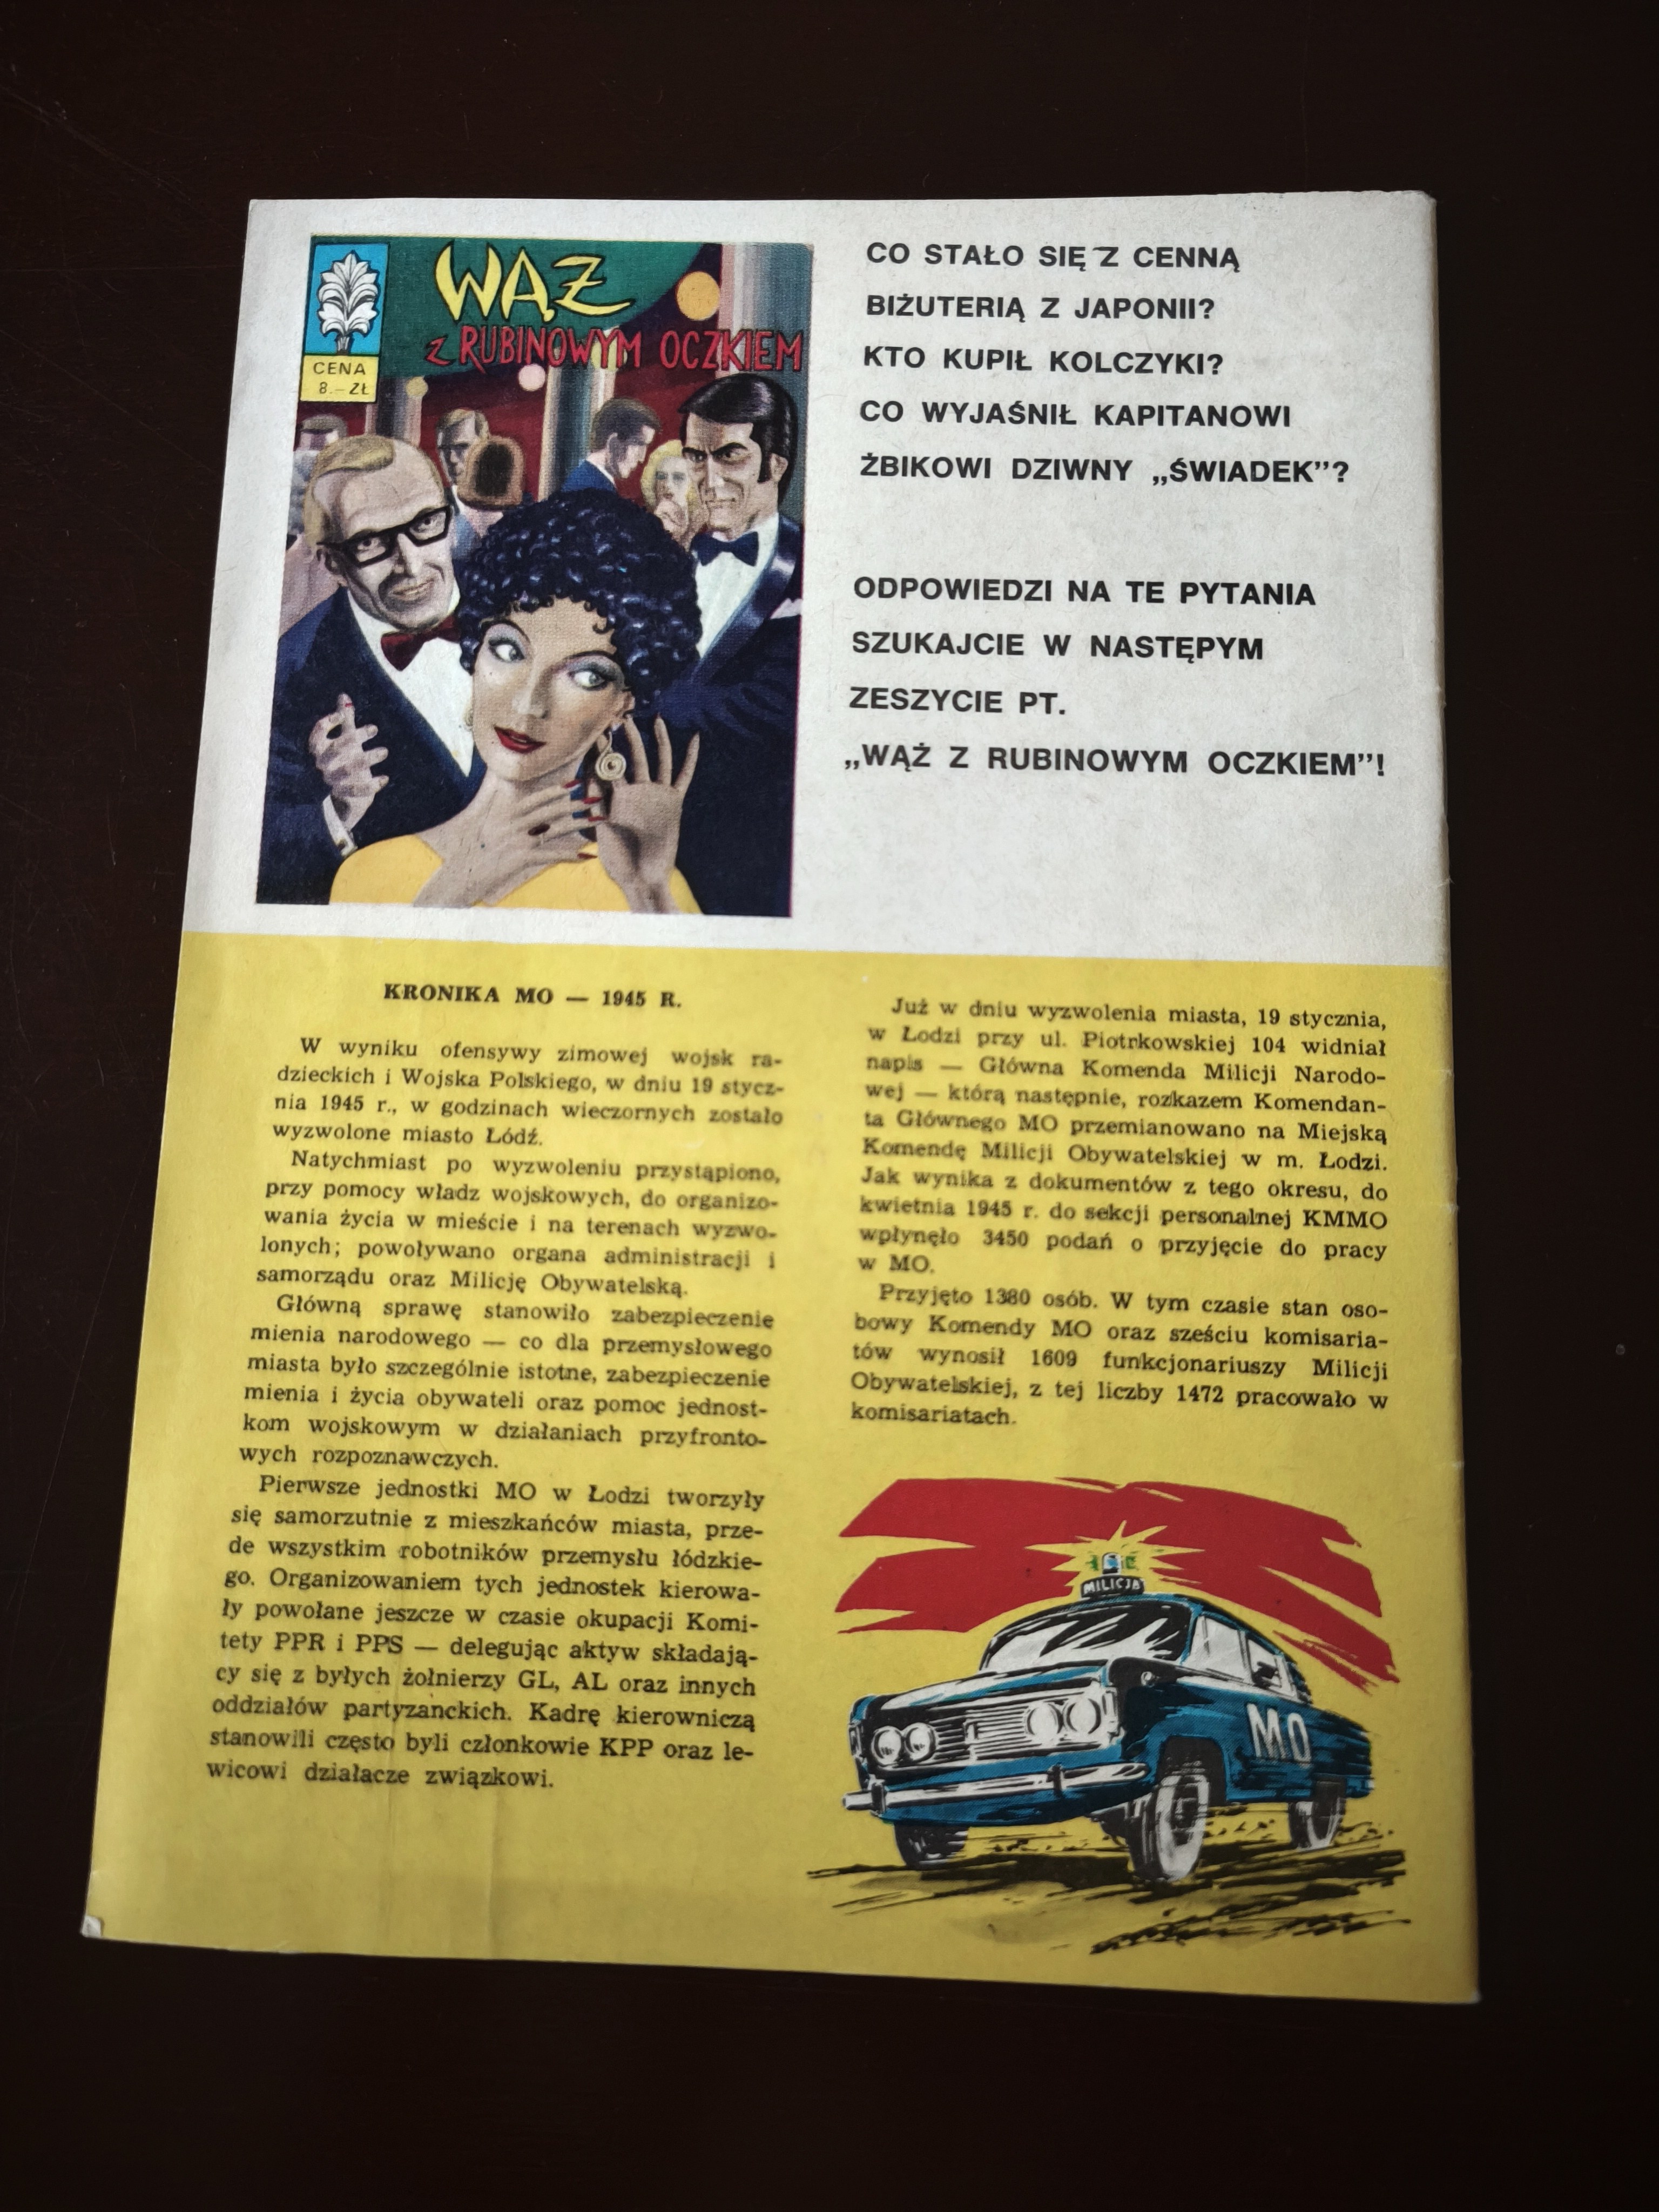 WĄŻ
Z RUBINOWYM OCZKIEM
CENA
8.— ZŁ
CO STAŁO SIĘ Z CENNĄ
BIŻUTERIĄ Z JAPONII?
KTO KUPIŁ KOLCZYKI?
CO WYJAŚNIŁ KAPITANOWI
ŻBIKOWI DZIWNY „ŚWIADEK”?
ODPOWIEDZI NA TE PYTANIA
SZUKAJCIE W NASTĘPYM
ZESZYCIE PT.
„WĄŻ Z RUBINOWYM OCZKIEM”!
KRONIKA MO — 1945 R.
W wyniku ofensywy zimowej wojsk ra-
dzieckich i Wojska Polskiego, w dniu 19 stycz-
nia 1945 r., w godzinach wieczornych zostało
wyzwolone miasto Łódź.
Natychmiast po wyzwoleniu przystąpiono,
przy pomocy władz wojskowych, do organizo-
wania życia w mieście i na terenach wyzwo-
lonych; powoływano organa administracji i
samorządu oraz Milicję Obywatelską.
Główną sprawę stanowiło zabezpieczenie
mienia narodowego — co dla przemysłowego
miasta było szczególnie istotne, zabezpieczenie
mienia i życia obywateli oraz pomoc jednost-
kom wojskowym w działaniach przyfronto-
wych rozpoznawczych.
Pierwsze jednostki MO w Łodzi tworzyły
się samorzutnie z mieszkańców miasta, prze-
de wszystkim robotników przemysłu łódzkie-
go. Organizowaniem tych jednostek kierowa-
ły powołane jeszcze w czasie okupacji Komi-
tety PPR i PPS — delegując aktyw składają-
cy się z byłych żołnierzy GL, AL oraz innych
oddziałów partyzanckich. Kadrę kierowniczą
stanowili często byli członkowie KPP oraz le-
wicowi działacze związkowi.
Już w dniu wyzwolenia miasta, 19 stycznia,
w Łodzi przy ul. Piotrkowskiej 104 widniał
napis — Główna Komenda Milicji Narodo-
wej — którą następnie, rozkazem Komendan-
ta Głównego MO przemianowano na Miejską
Komendę Milicji Obywatelskiej w m. Łodzi.
Jak wynika z dokumentów z tego okresu, do
kwietnia 1945 r. do sekcji personalnej KMMO
wpłynęło 3450 podań o przyjęcie do pracy
w MO.
Przyjęto 1380 osób. W tym czasie stan oso-
bowy Komendy MO oraz sześciu komisaria-
tów wynosił 1609 funkcjonariuszy Milicji
Obywatelskiej, z tej liczby 1472 pracowało w
komisariatach.
MILICJA
MO